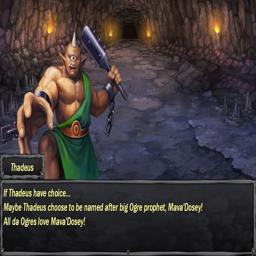 Thadeus
If Thadeus have choice...
Maybe Thadeus choose to be named after big Ogre prophet, Mava'Dosey!
All da Ogres love Mava'Dosey!